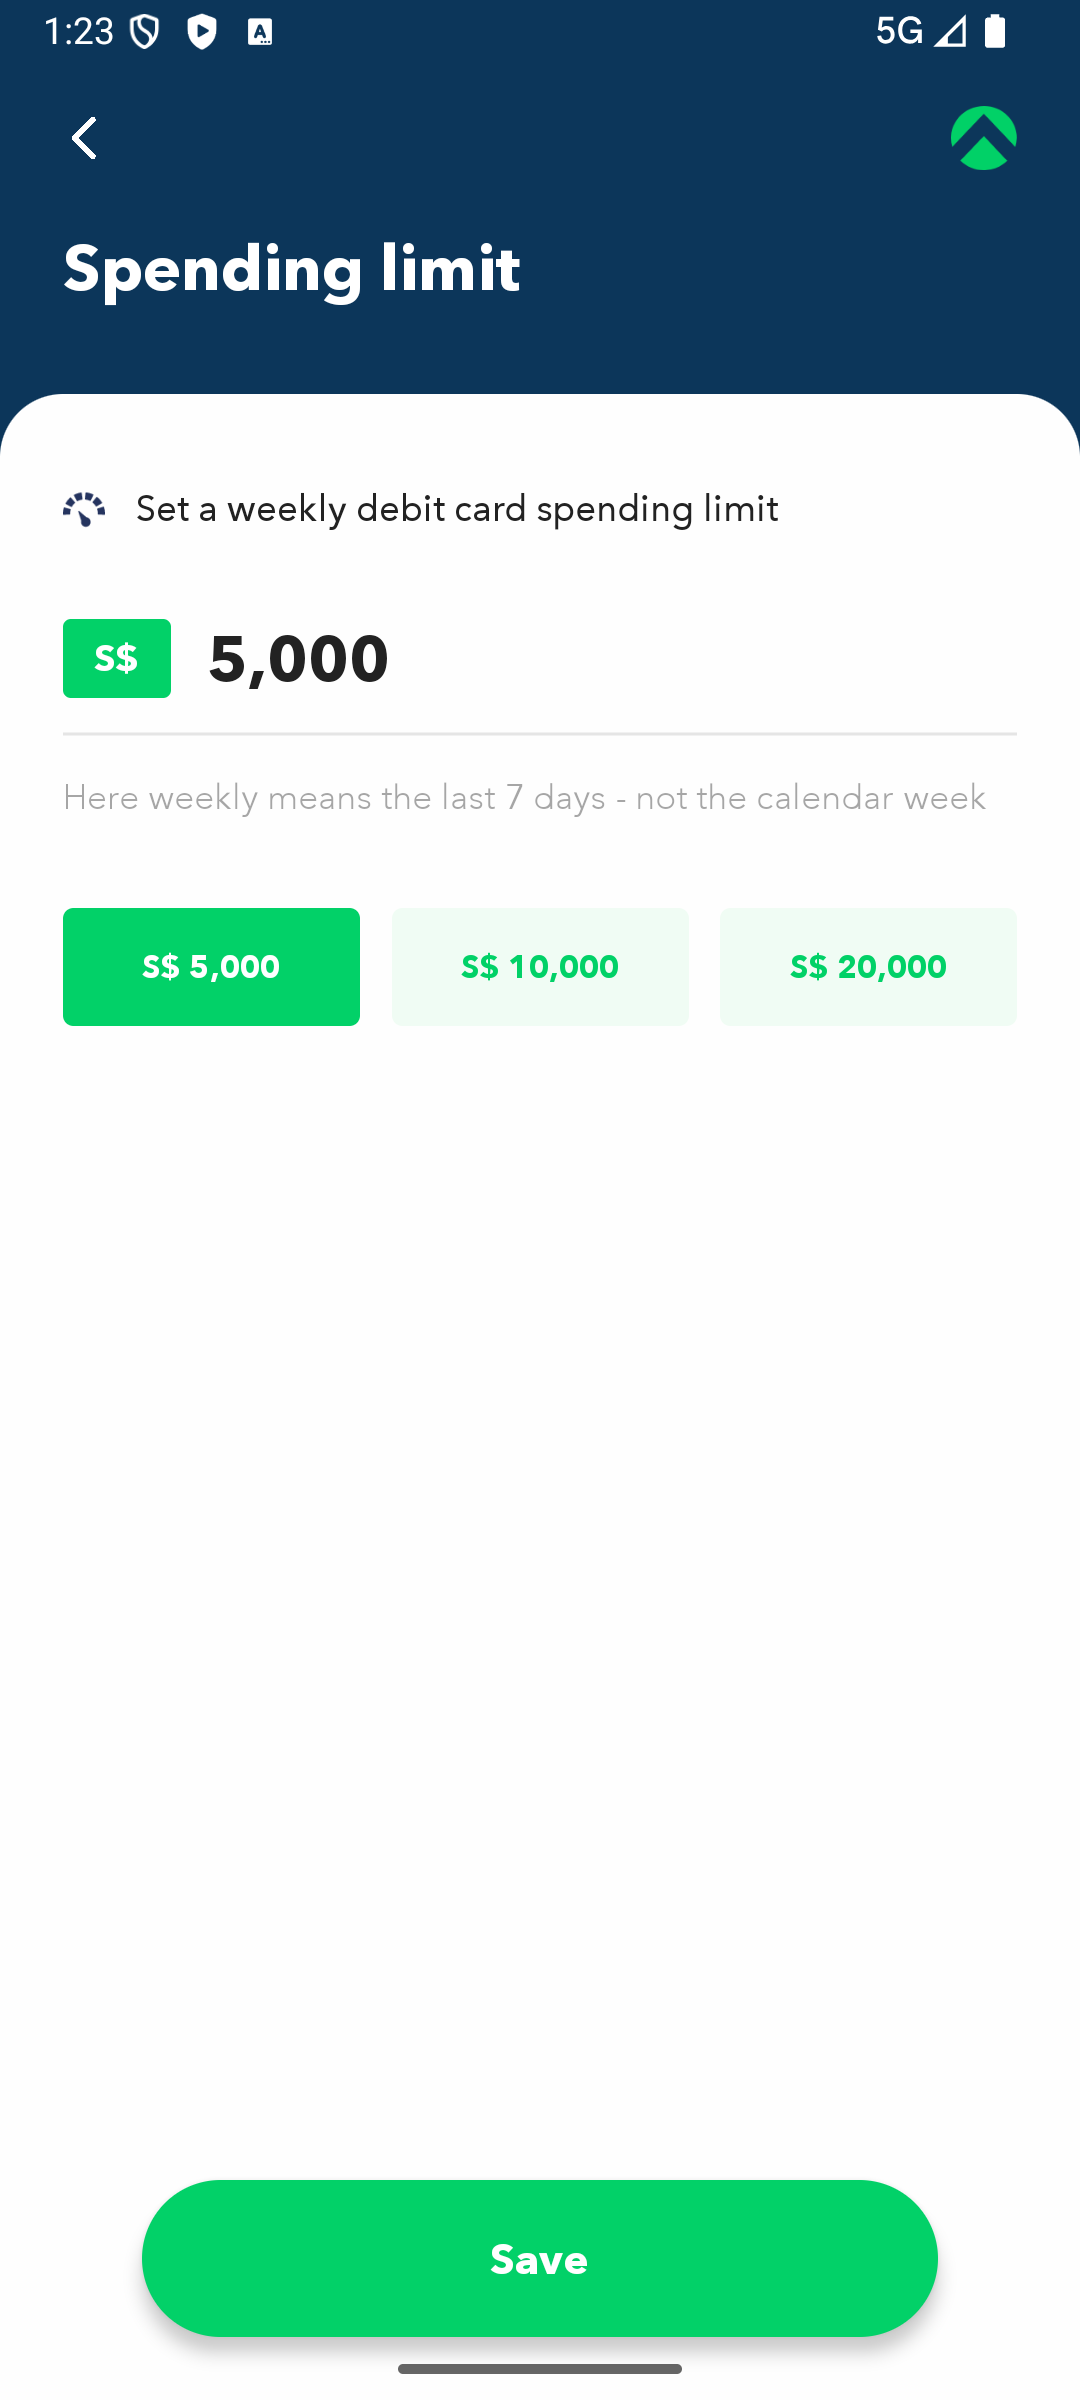 1:23
5G
Spending limit
Set a weekly debit card spending limit
S$ 5,000
Here weekly means the last 7 days - not the calendar week
S$ 5,000
S$ 10,000
S$ 20,000
Save